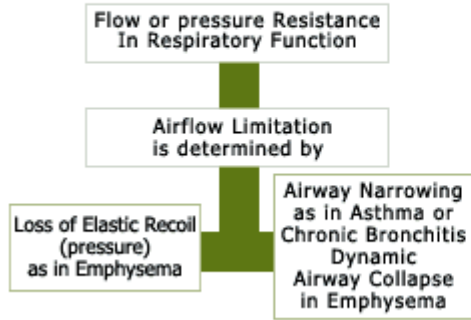 Flow or pressure Resistance
In Respiratory Function
Airflow Limitation
is determined by
Loss of Elastic Recoil
(pressure)
as in Emphysema
Airway Narrowing
as in Asthma or
Chronic Bronchitis
Dynamic
Airway Collapse
in Emphysema